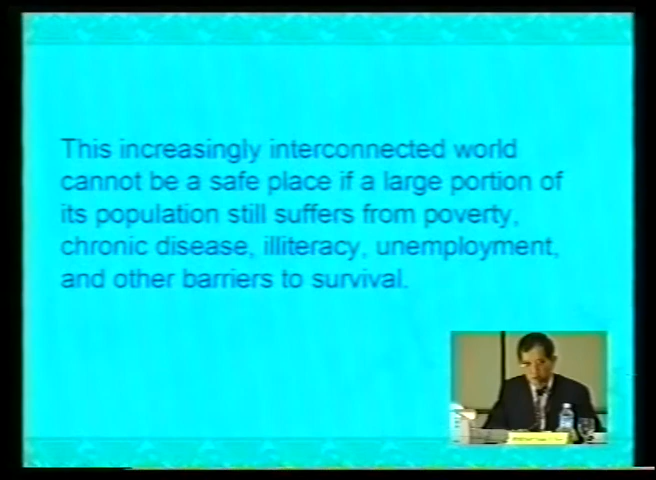 This increasingly interconnected world
cannot be a safe place if a large portion of
its population still suffers from poverty,
chronic disease, illiteracy, unemployment,
and other barriers to survival.